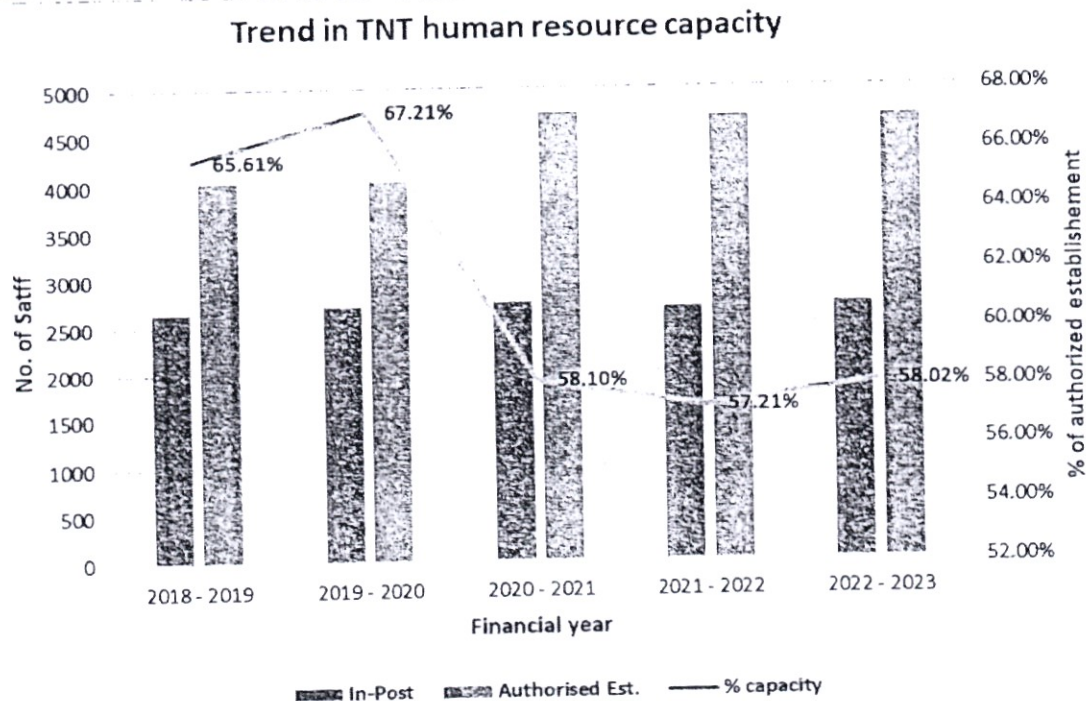 Trend in TNT human resource capacity
5000
4500
4000
3500
3000
2500
2000
1500
1000
500
0
No. of Satff
68.00%
66.00%
64.00%
62.00%
60.00%
58.00%
56.00%
54.00%
52.00%
% of authorized establishement
65.61%
67.21%
58.10%
57.21%
58.02%
2018 - 2019
2019 - 2020
2020 - 2021
2021 - 2022
2022 - 2023
Financial year
In-Post
Authorised Est.
% capacity